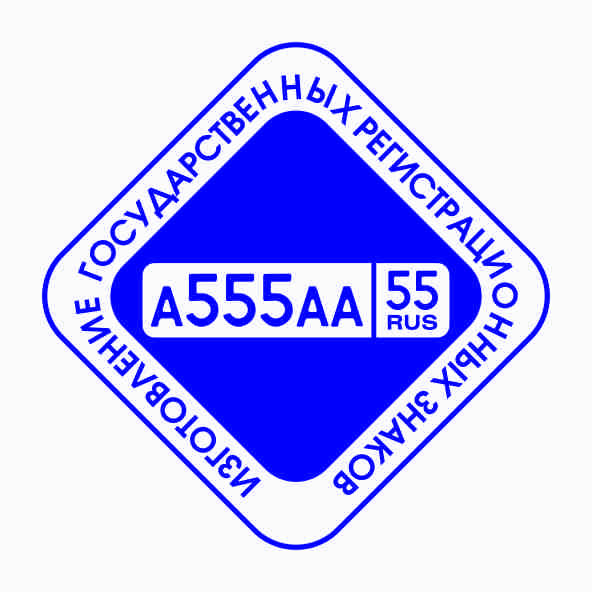 ИЗГОТОВЛЕНИЕ ГОСУДАРСТВЕННЫХ РЕГИСТРАЦИОННЫХ ЗНАКОВ
А555АА 55
RUS